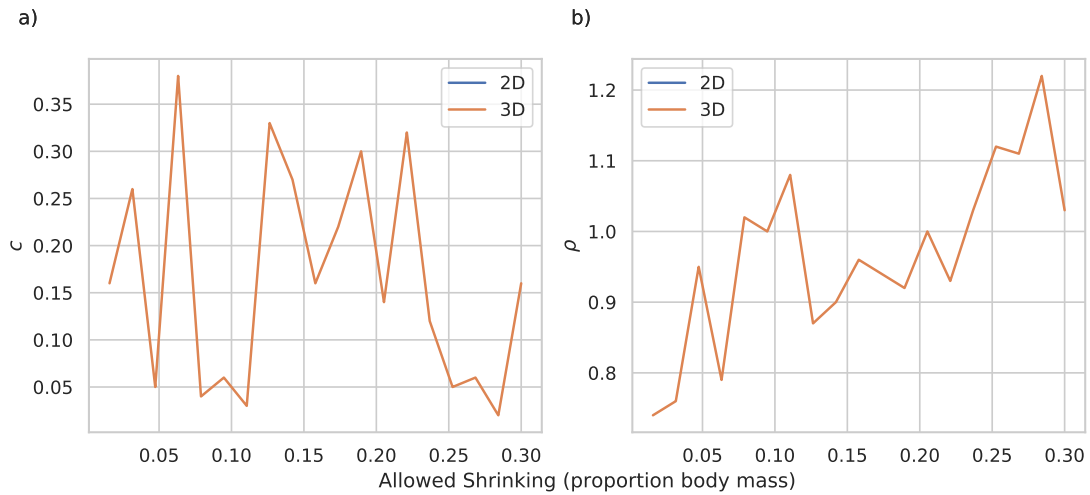 a)
b)
2D
3D
0.35
0.30
0.25
0.20
0.15
0.10
0.05
c
0.05 0.10 0.15 0.20 0.25 0.30
2D
3D
1.2
1.1
1.0
0.9
0.8
ρ
0.05 0.10 0.15 0.20 0.25 0.30
Allowed Shrinking (proportion body mass)